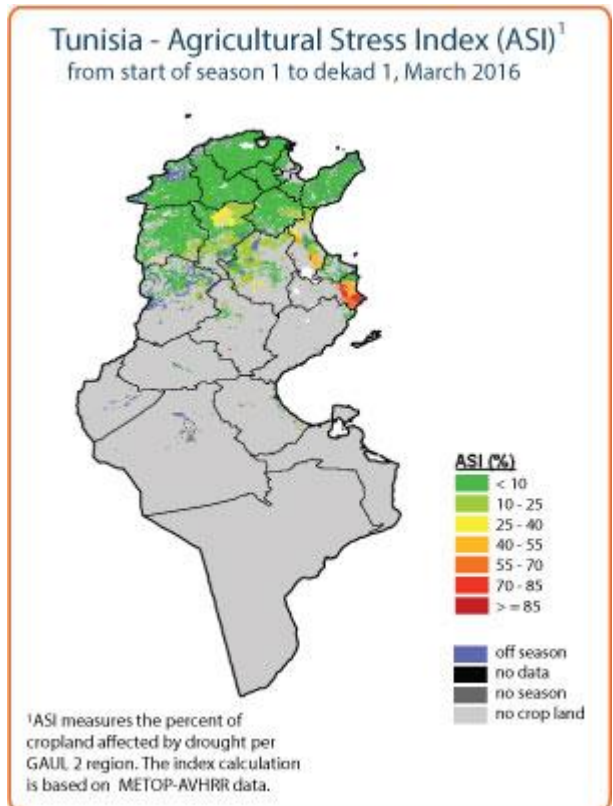 Tunisia - Agricultural Stress Index (ASI)¹
from start of season 1 to dekad 1, March 2016
ASI (%)
< 10
10 - 25
25 - 40
40 - 55
55 - 70
70 - 85
> = 85
off season
no data
no season
no crop land
¹ASI measures the percent of
cropland affected by drought per
GAUL 2 region. The index calculation
is based on METOP-AVHRR data.